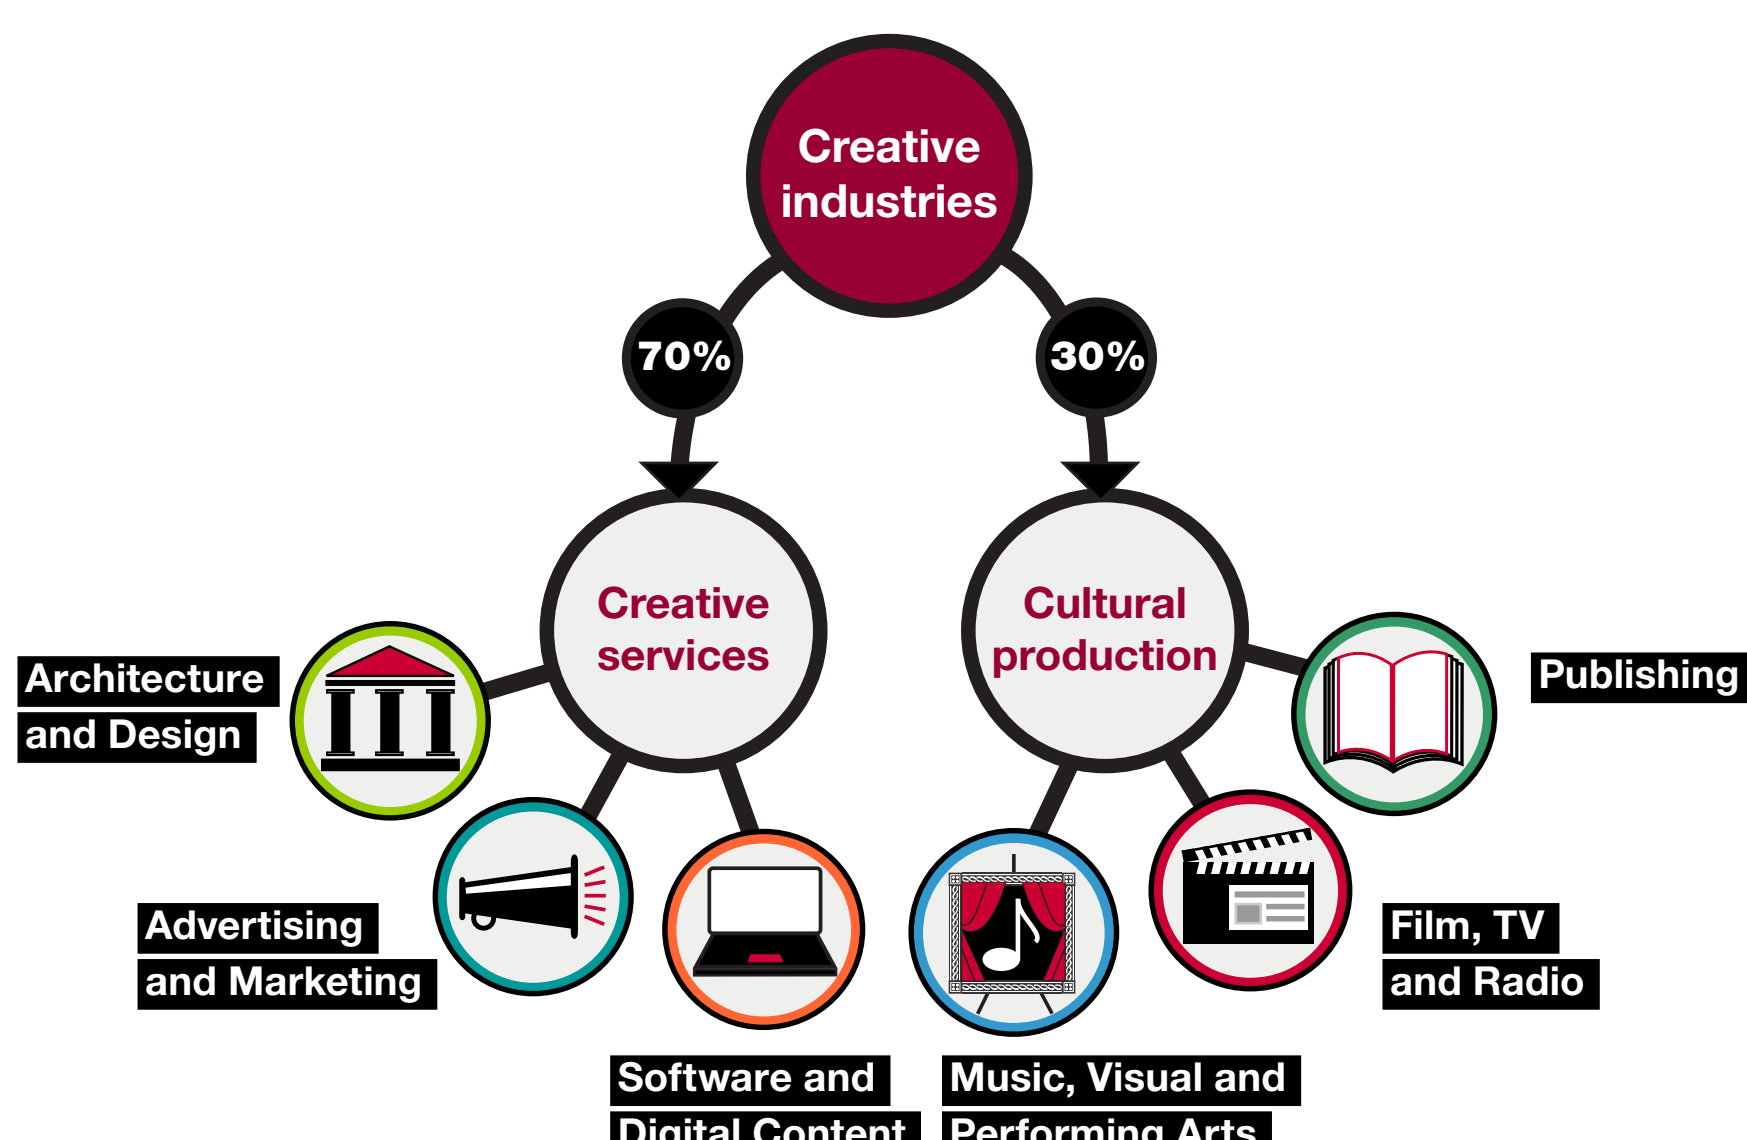 Creative
industries
70%
30%
Creative
services
Cultural
production
Architecture
and Design
Publishing
Advertising
and Marketing
Film, TV
and Radio
Software and
Digital Content
Music, Visual and
Performing Arts